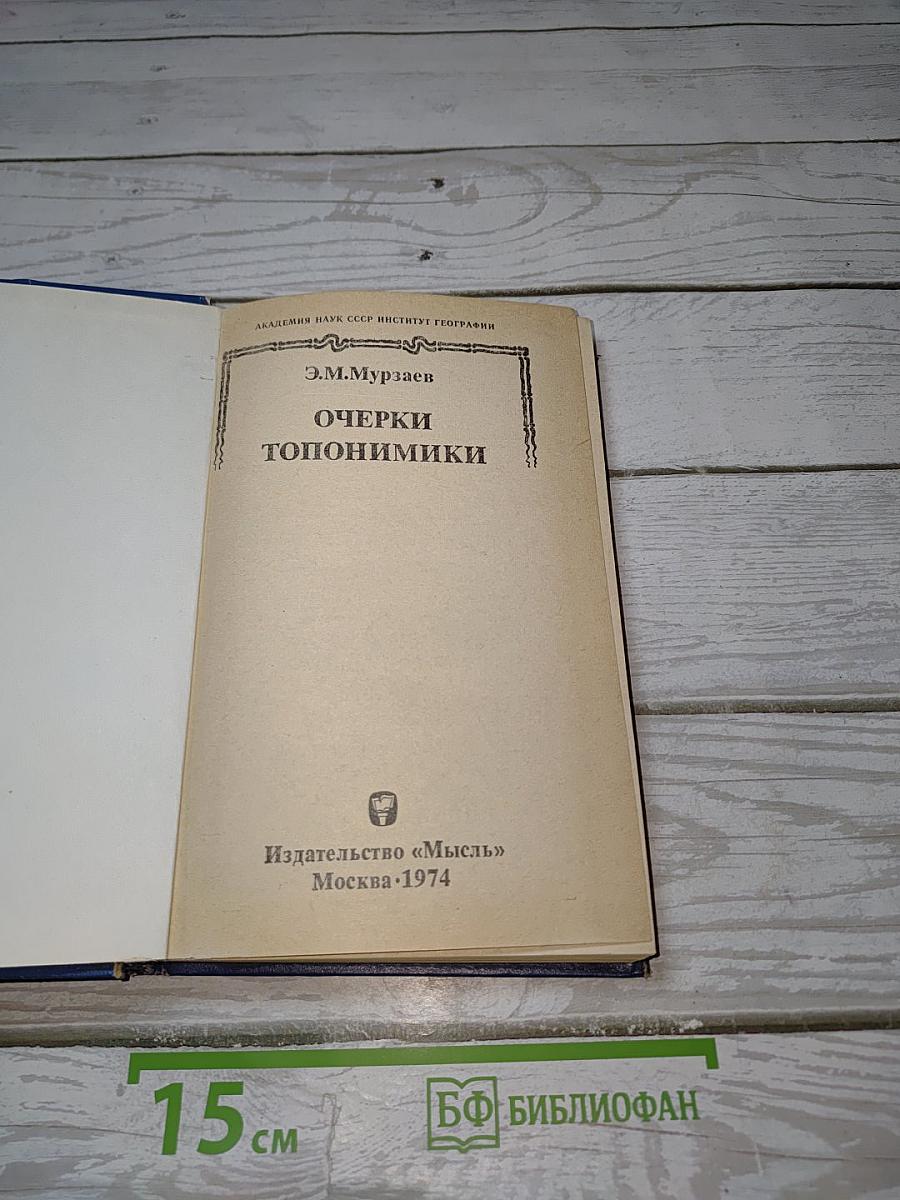 АКАДЕМИЯ НАУК СССР ИНСТИТУТ ГЕОГРАФИИ
Э.М.Мурзаев
ОЧЕРКИ
ТОПОНИМИКИ
Издательство «Мысль»
Москва·1974
15 см
БФ БИБЛИОФАН